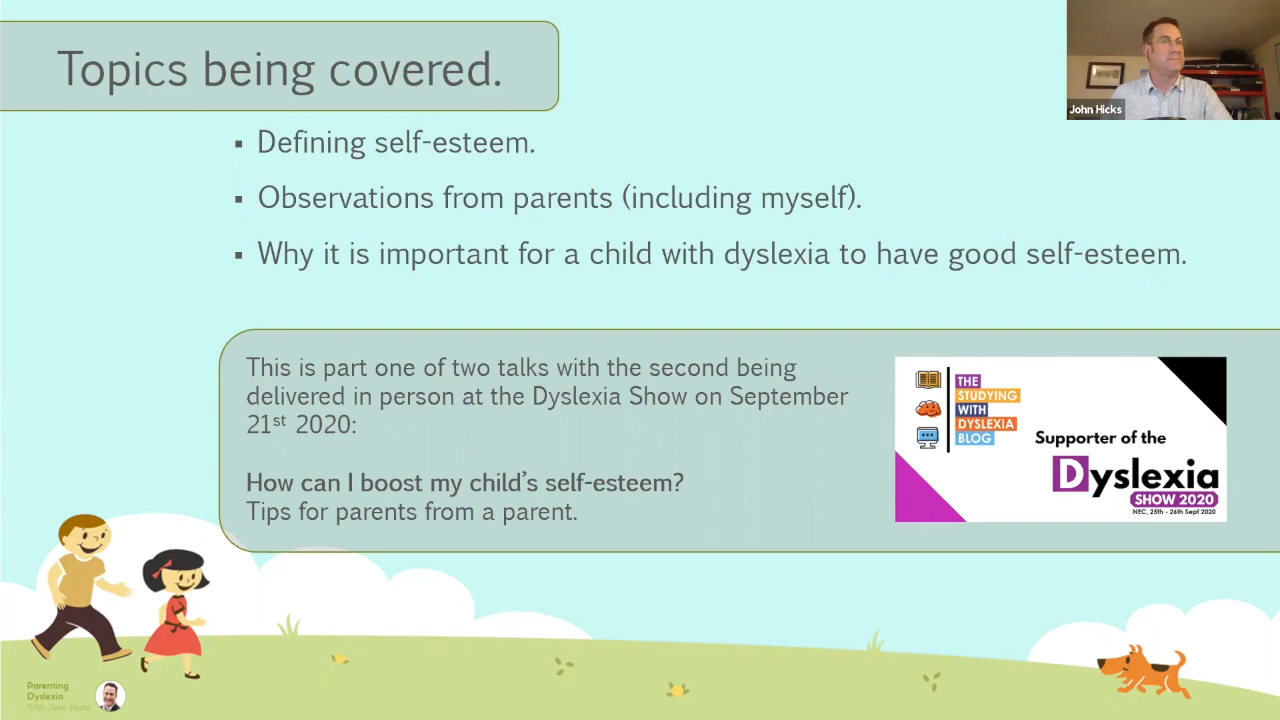 Topics being covered.
John Hicks
▪ Defining self-esteem.
▪ Observations from parents (including myself).
▪ Why it is important for a child with dyslexia to have good self-esteem.
This is part one of two talks with the second being
delivered in person at the Dyslexia Show on September
21st 2020:
How can I boost my child's self-esteem?
Tips for parents from a parent.
THE
STUDYING
WITH
DYSLEXIA
BLOG
Supporter of the
Dyslexia
SHOW 2020
NEC, 25th - 26th Sept 2020
Parenting
Dyslexia
With John Hicks